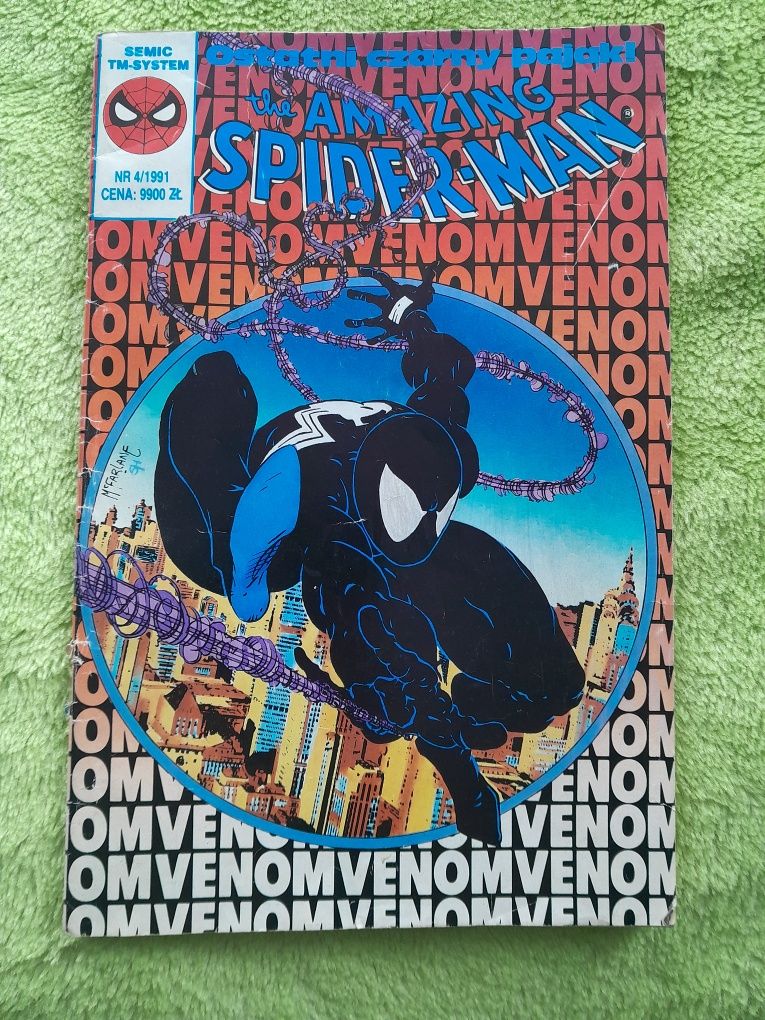 SEMIC
TM-SYSTEM
NR 4/1991
CENA: 9900 ZŁ
Ostatni czarny pająk!
the AMAZING
SPIDER-MAN
VENOMVENOMVENOM
OMVENOMVENOMVENOM
OMVENOMVENOMVENOM
McFARLANE
OMVENOMVENOMVENOM
OMVENOMVENOMVENOM
OMVENOMVENOMVENOM